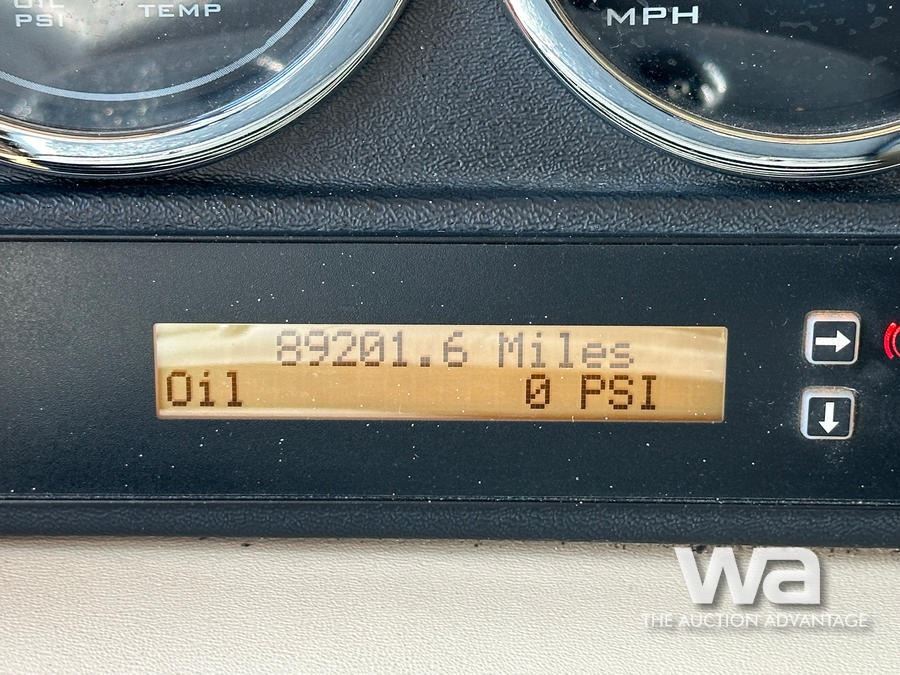 OIL
PSI
TEMP
MPH
89201.6 Miles
Oil 0 PSI
wa
THE AUCTION ADVANTAGE